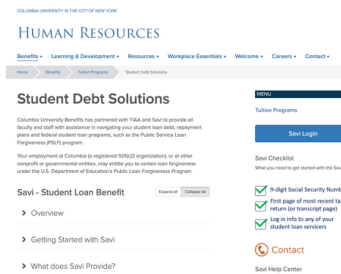 COLUMBIA UNIVERSITY IN THE CITY OF NEW YORK
HUMAN RESOURCES
Benefits Learning & Development Resources Workplace Essentials Welcome Careers Contact
Home Benefits Tuition Programs Student Debt Solutions
Student Debt Solutions
Columbia University Benefits has partnered with TIAA and Savi to provide all
faculty and staff with assistance in navigating your student loan debt, repayment
plans and federal student loan programs, such as the Public Service Loan
Forgiveness (PSLF) program.
Your employment at Columbia (a registered 501(c)3 organization), or at other
nonprofit or governmental entities, may entitle you to certain loan forgiveness
under the U.S. Department of Education's Public Loan Forgiveness Program.
Savi - Student Loan Benefit
Expand all Collapse all
Overview
Getting Started with Savi
What does Savi Provide?
MENU
Tuition Programs
Savi Login
Savi Checklist
What you need to get started with the Sav
9-digit Social Security Numb
First page of most recent ta
return (or transcript page)
Log in info to any of your
student loan servicers
Contact
Savi Help Center